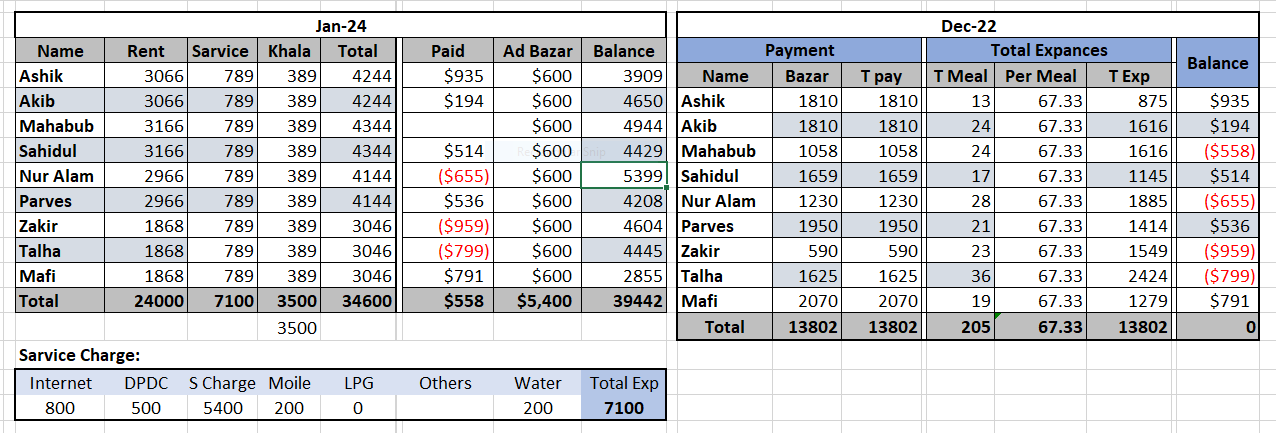 Jan-24
Name Rent Sarvice Khala Total Paid Ad Bazar Balance
Ashik 3066 789 389 4244 $935 $600 3909
Akib 3066 789 389 4244 $194 $600 4650
Mahabub 3166 789 389 4344 $600 4944
Sahidul 3166 789 389 4344 $514 $600 4429
Nur Alam 2966 789 389 4144 ($655) $600 5399
Parves 2966 789 389 4144 $536 $600 4208
Zakir 1868 789 389 3046 ($959) $600 4604
Talha 1868 789 389 3046 ($799) $600 4445
Mafi 1868 789 389 3046 $791 $600 2855
Total 24000 7100 3500 34600 $558 $5,400 39442
3500
Sarvice Charge:
Internet DPDC S Charge Moile LPG Others Water Total Exp
800 500 5400 200 0 200 7100
Dec-22
Payment Total Expances Balance
Name Bazar T pay T Meal Per Meal T Exp
Ashik 1810 1810 13 67.33 875 $935
Akib 1810 1810 24 67.33 1616 $194
Mahabub 1058 1058 24 67.33 1616 ($558)
Sahidul 1659 1659 17 67.33 1145 $514
Nur Alam 1230 1230 28 67.33 1885 ($655)
Parves 1950 1950 21 67.33 1414 $536
Zakir 590 590 23 67.33 1549 ($959)
Talha 1625 1625 36 67.33 2424 ($799)
Mafi 2070 2070 19 67.33 1279 $791
Total 13802 13802 205 67.33 13802 0